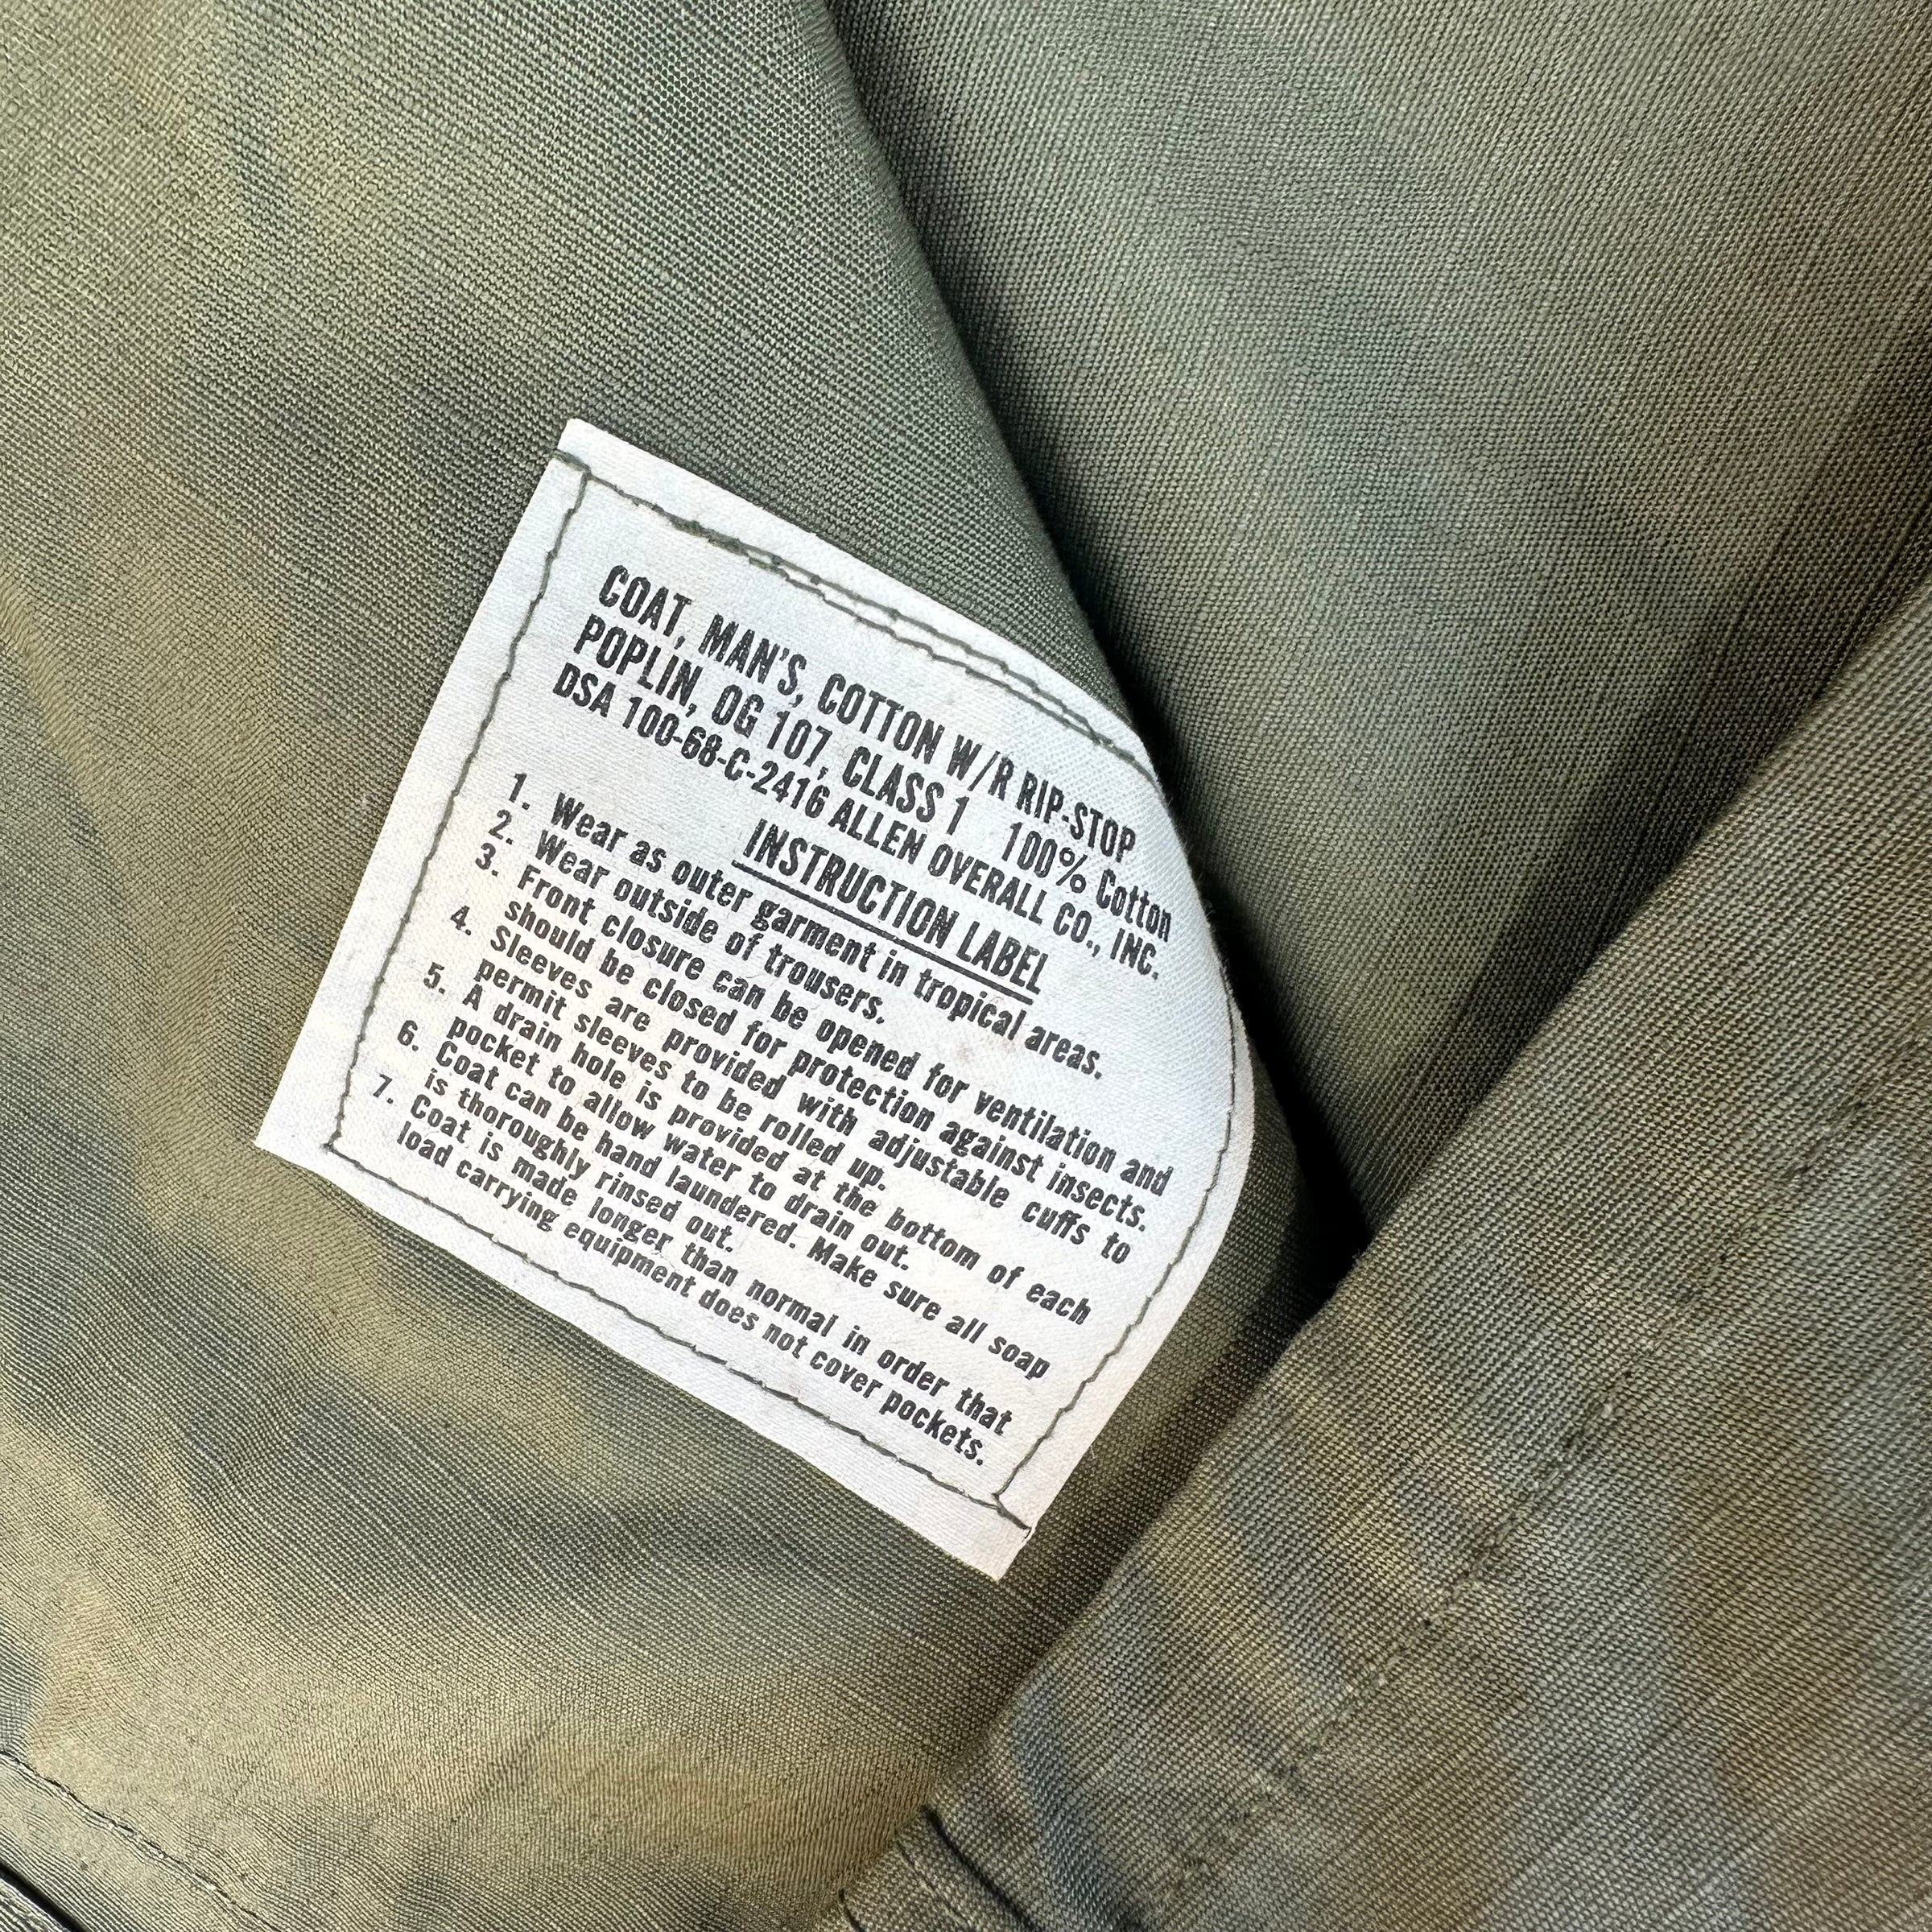 COAT, MAN'S, COTTON W/R RIP-STOP
POPLIN, OG 107, CLASS 1 100% Cotton
DSA 100-68-C-2416 ALLEN OVERALL CO., INC.
INSTRUCTION LABEL
1. Wear as outer garment in tropical areas.
2. Wear outside of trousers.
3. Front closure can be opened for ventilation and
should be closed for protection against insects.
4. Sleeves are provided with adjustable cuffs to
permit sleeves to be rolled up.
5. A drain hole is provided at the bottom of each
pocket to allow water to drain out.
6. Coat can be hand laundered. Make sure all soap
is thoroughly rinsed out.
7. Coat is made longer than normal in order that
load carrying equipment does not cover pockets.